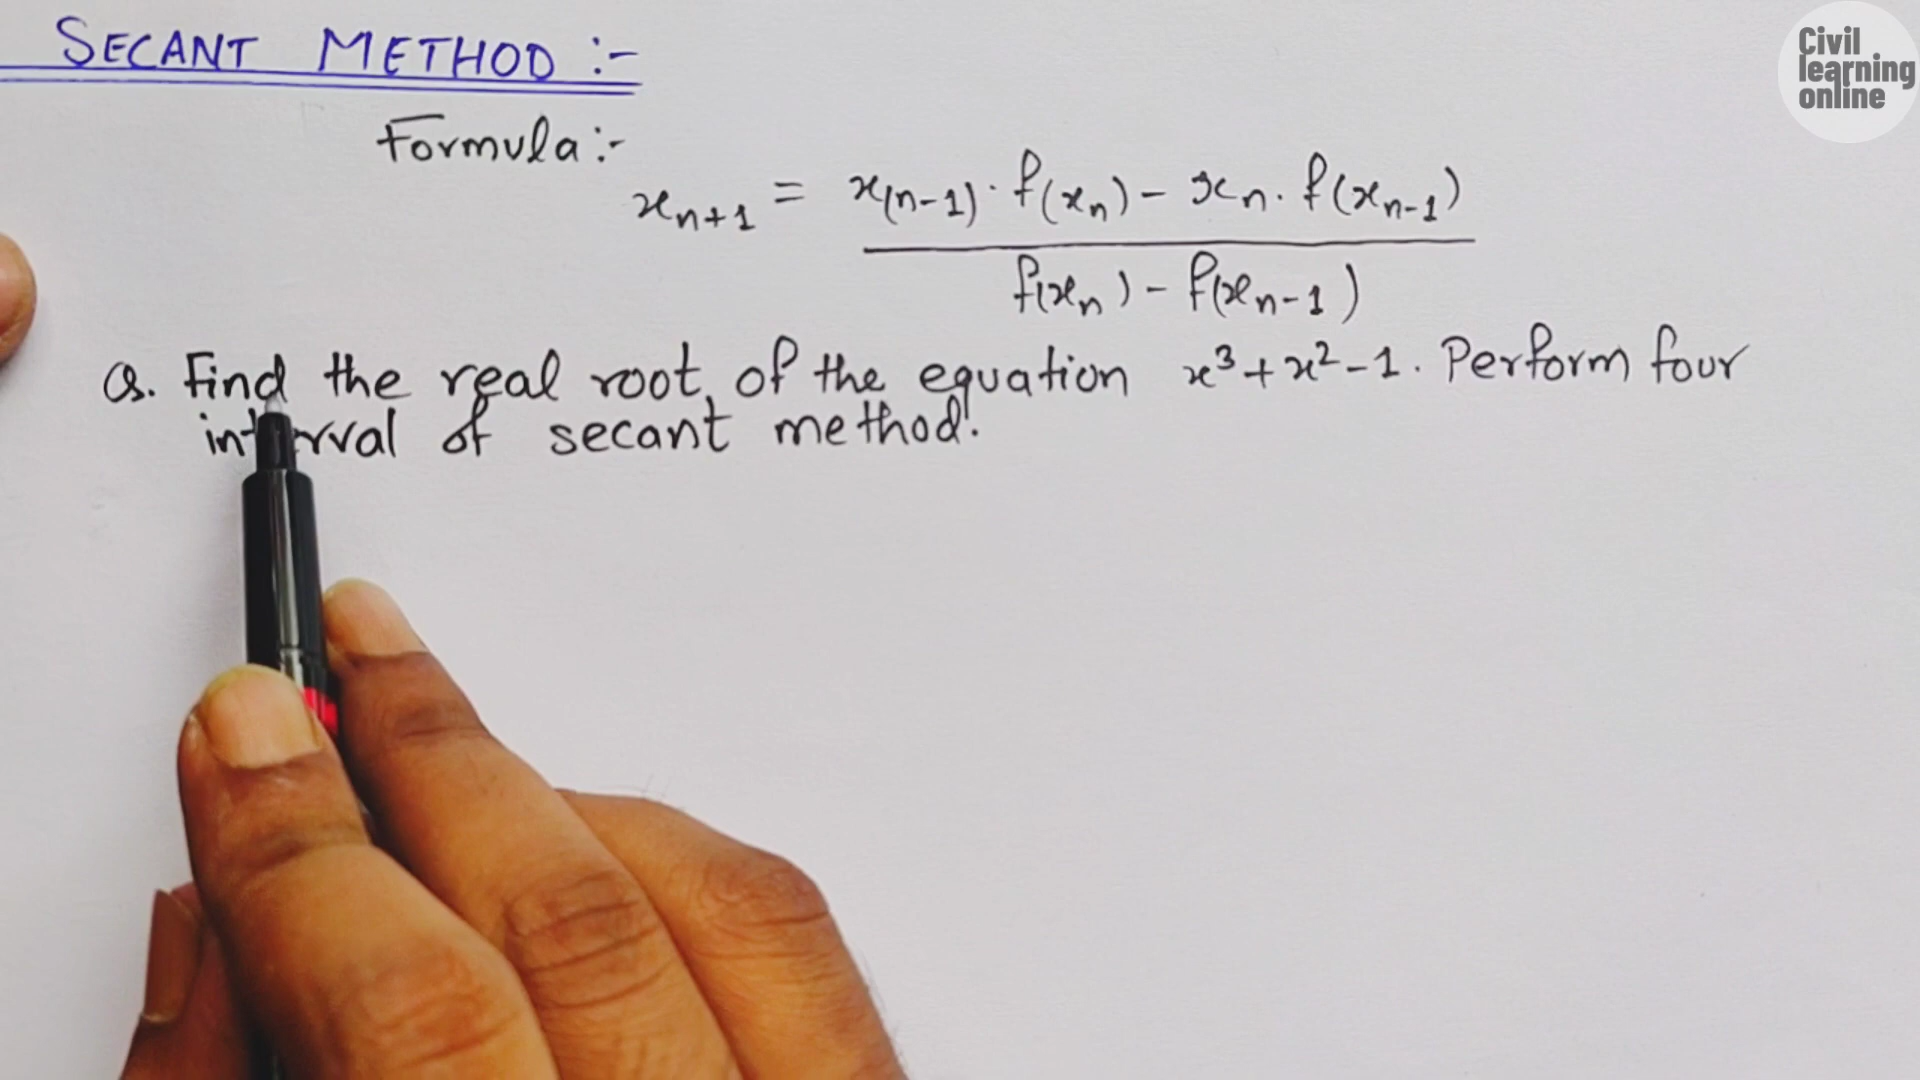 SECANT METHOD :-
Civil
learning
online
Formula :-
xₙ₊₁ = x(n-1) · f(xₙ) - xₙ · f(xₙ₋₁)
f(xₙ) - f(xₙ₋₁)
Q. Find the real root of the equation x³+x²-1. Perform four
of secant method.